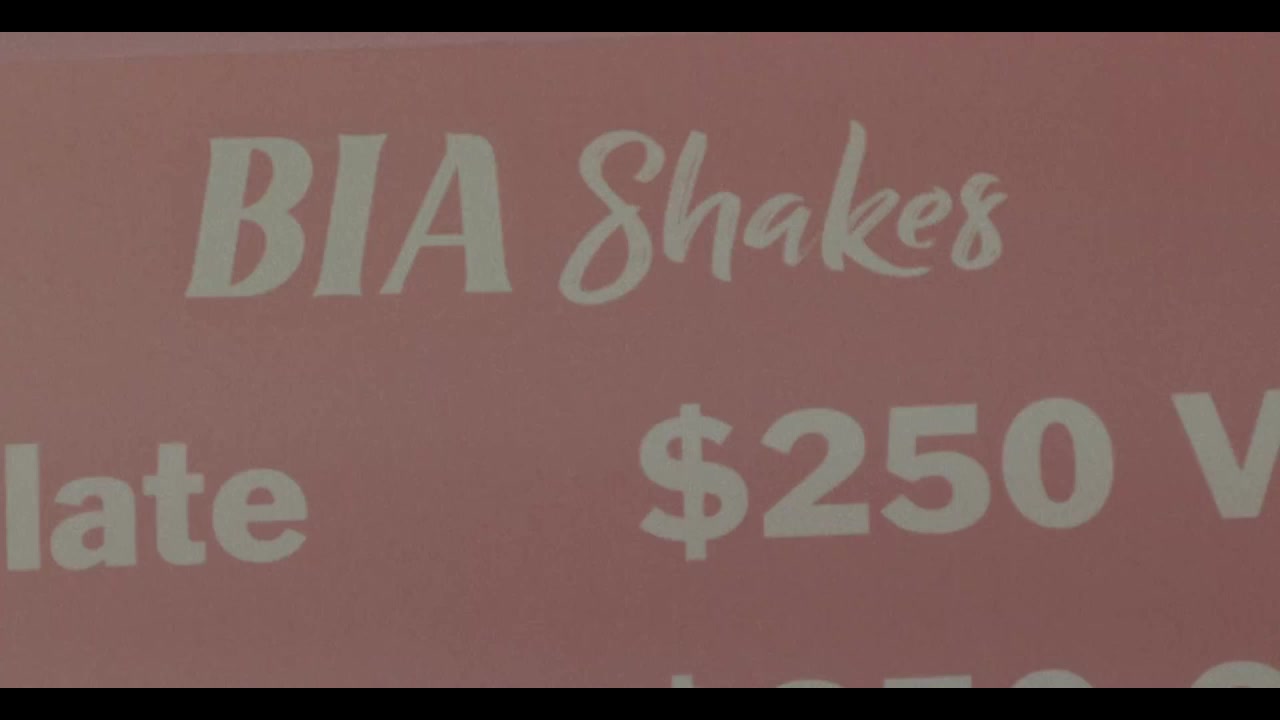 BIA Shakes
late $250 V